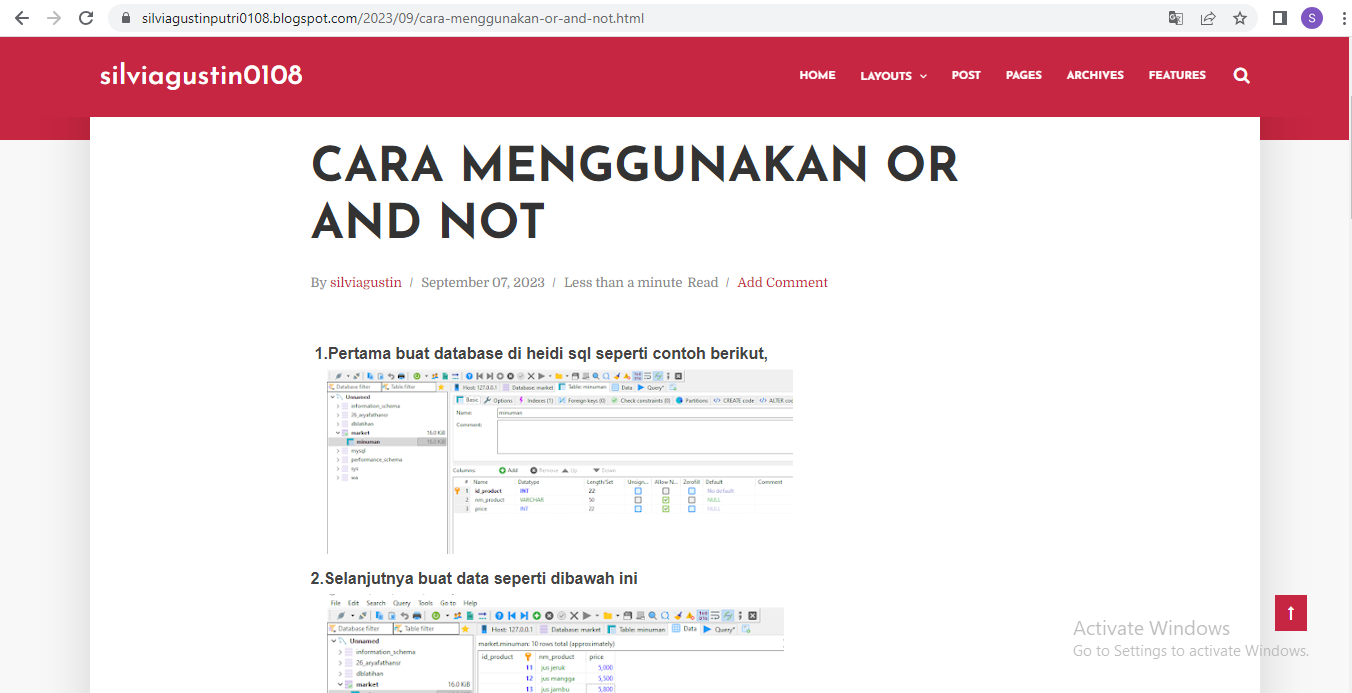 silviagustinputri0108.blogspot.com/2023/09/cara-menggunakan-or-and-not.html
S
silviagustin0108
HOME LAYOUTS POST PAGES ARCHIVES FEATURES
CARA MENGGUNAKAN OR
AND NOT
By silviagustin / September 07, 2023 / Less than a minute Read / Add Comment
1.Pertama buat database di heidi sql seperti contoh berikut,
Database filter Table filter Host: 127.0.0.1 Database: market Table: minuman Data Query*
Unnamed Basic Options Indexes (1) Foreign keys (0) Check constraints (0) Partitions CREATE code ALTER co
information_schema Name: minuman
26_aryafathansr
dblatihan Comment:
market 16.0 KiB
minuman 16.0 KiB
mysql
performance_schema
sys Columns: Add Remove Up Down
# Name Datatype Length/Set Unsign... Allow N... Zerofill Default Comment
1 id_product INT 22 No default
2 nm_product VARCHAR 50 NULL
3 price INT 22 NULL
2.Selanjutnya buat data seperti dibawah ini
File Edit Search Query Tools Go to Help
Database filter Table filter Host: 127.0.0.1 Database: market Table: minuman Data Query*
Unnamed market.minuman: 10 rows total (approximately)
information_schema id_product nm_product price
26_aryafathansr 11 jus jeruk 5,000
dblatihan 12 jus mangga 5,500
market 16.0 KiB 13 jus jambu 5,800
Activate Windows
Go to Settings to activate Windows.